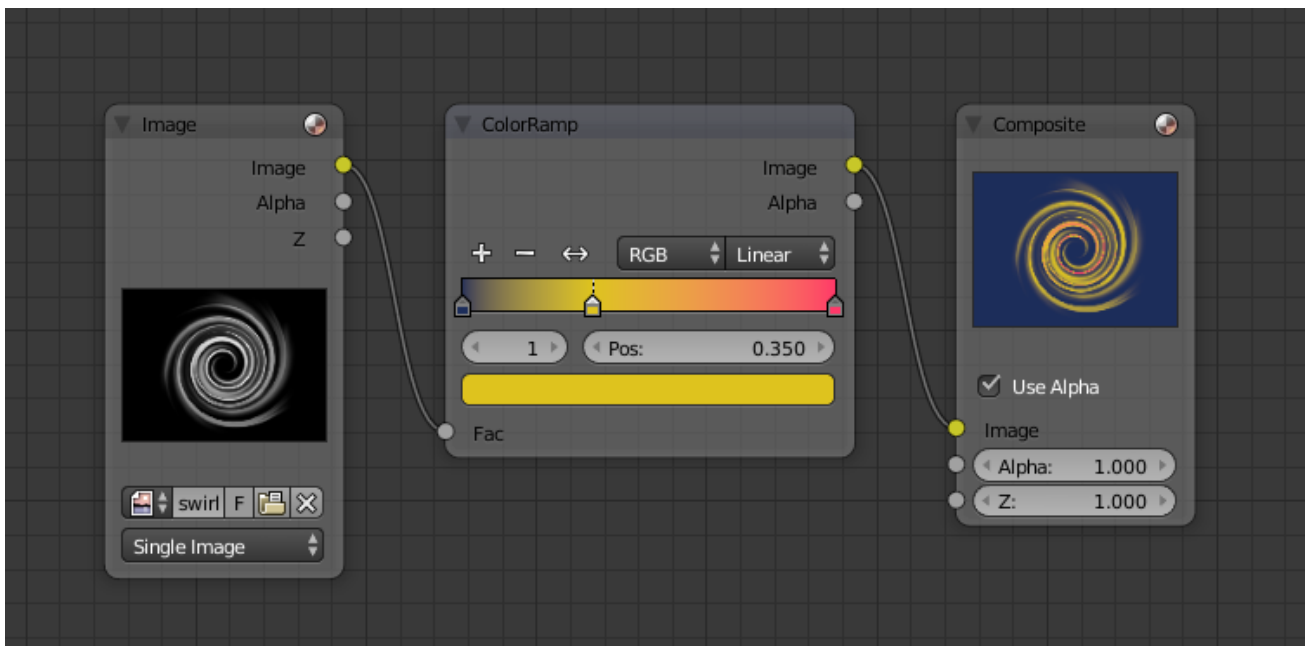 Image
Image
Alpha
Z
swirl F
Single Image
ColorRamp
Image
Alpha
RGB Linear
1 Pos: 0.350
Fac
Composite
Use Alpha
Image
Alpha: 1.000
Z: 1.000